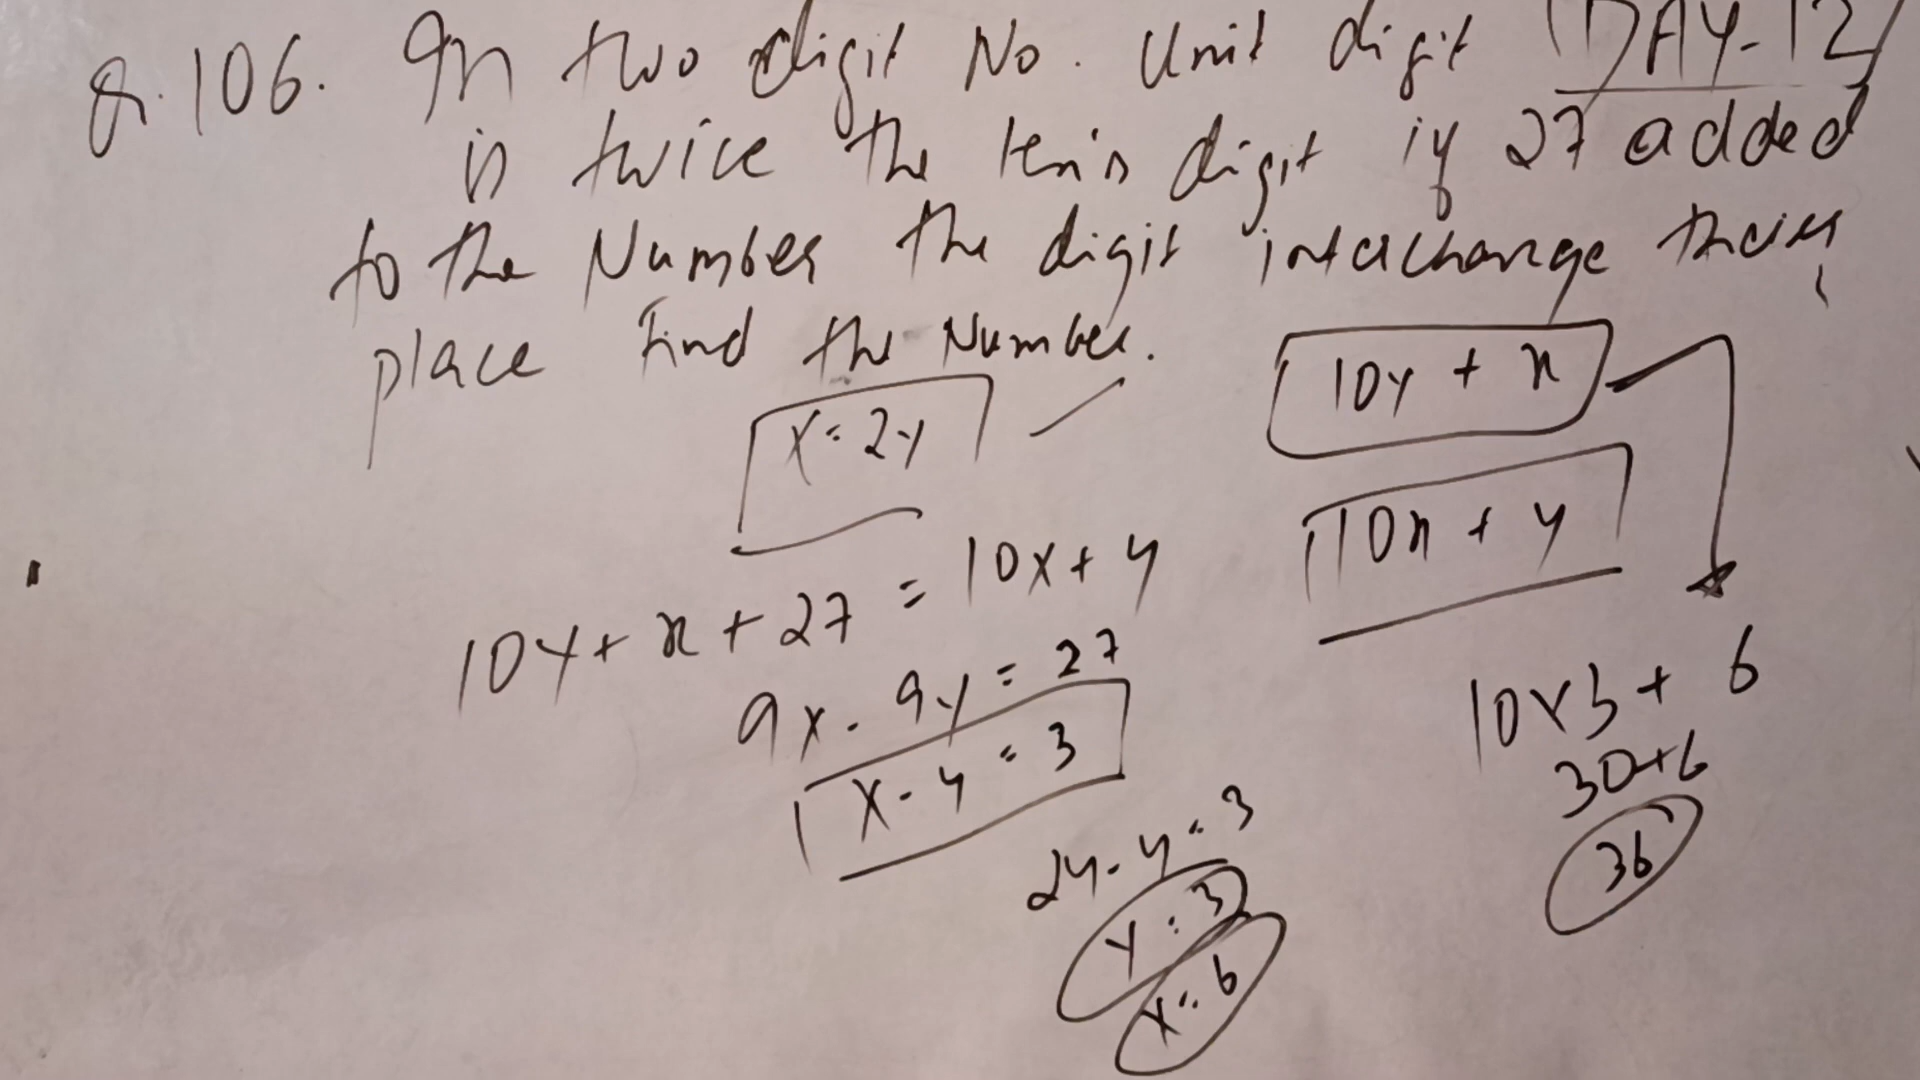 Q.106. In two digit No. Unit digit
DAY-12
is twice the ten's digit if 27 added
to the Number the digit interchange their
place Find the Number.
x = 2y
10y + x
10x + y
10y + x + 27 = 10x + y
9x - 9y = 27
x - y = 3
2y - y = 3
y = 3
x = 6
10×3 + 6
30+6
36